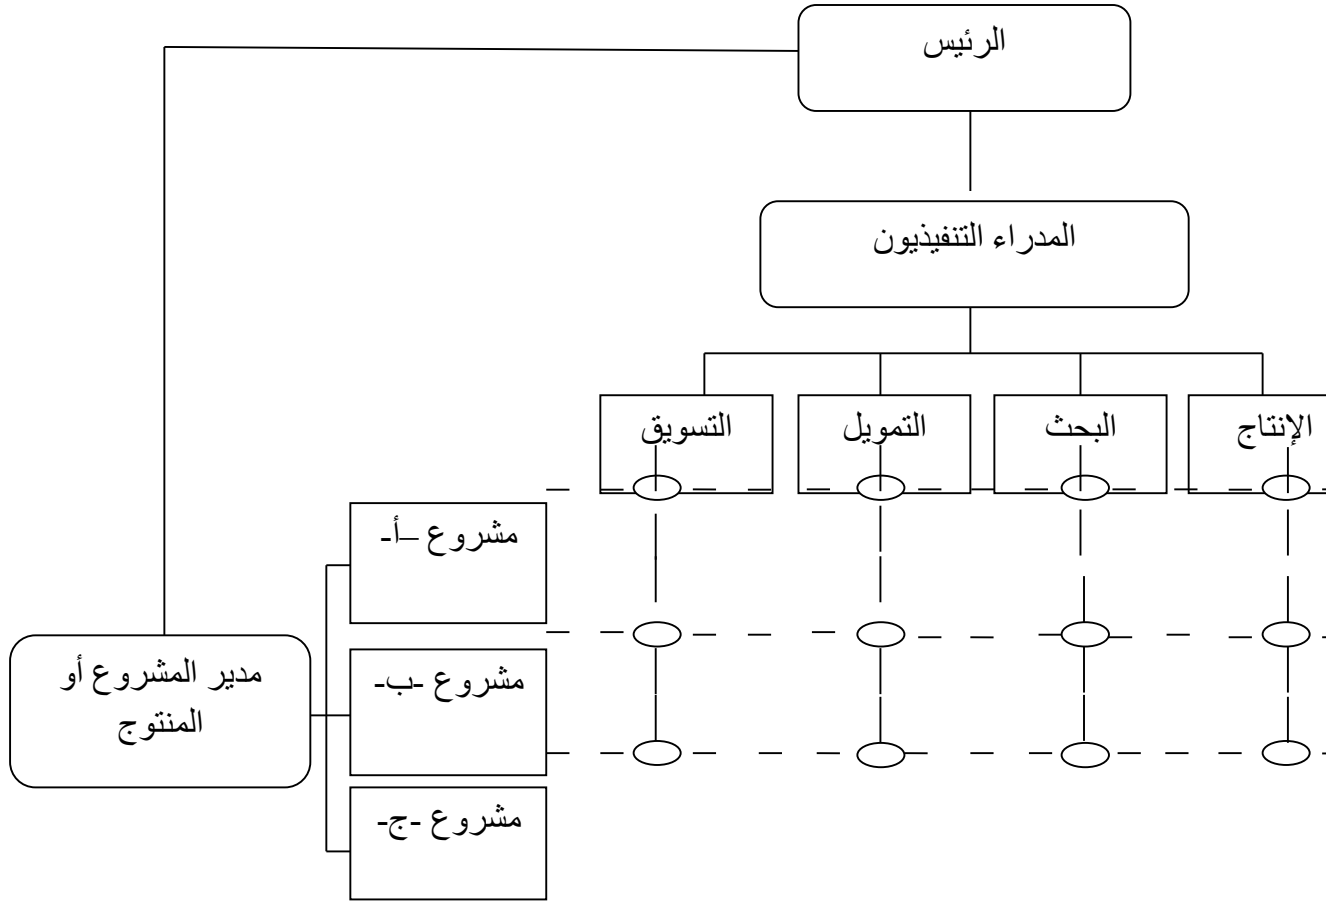 الرئيس
المدراء التنفيذيون
الإنتاج
البحث
التمويل
التسويق
مشروع –أ-
مشروع -ب-
مشروع -ج-
مدير المشروع أو
المنتوج